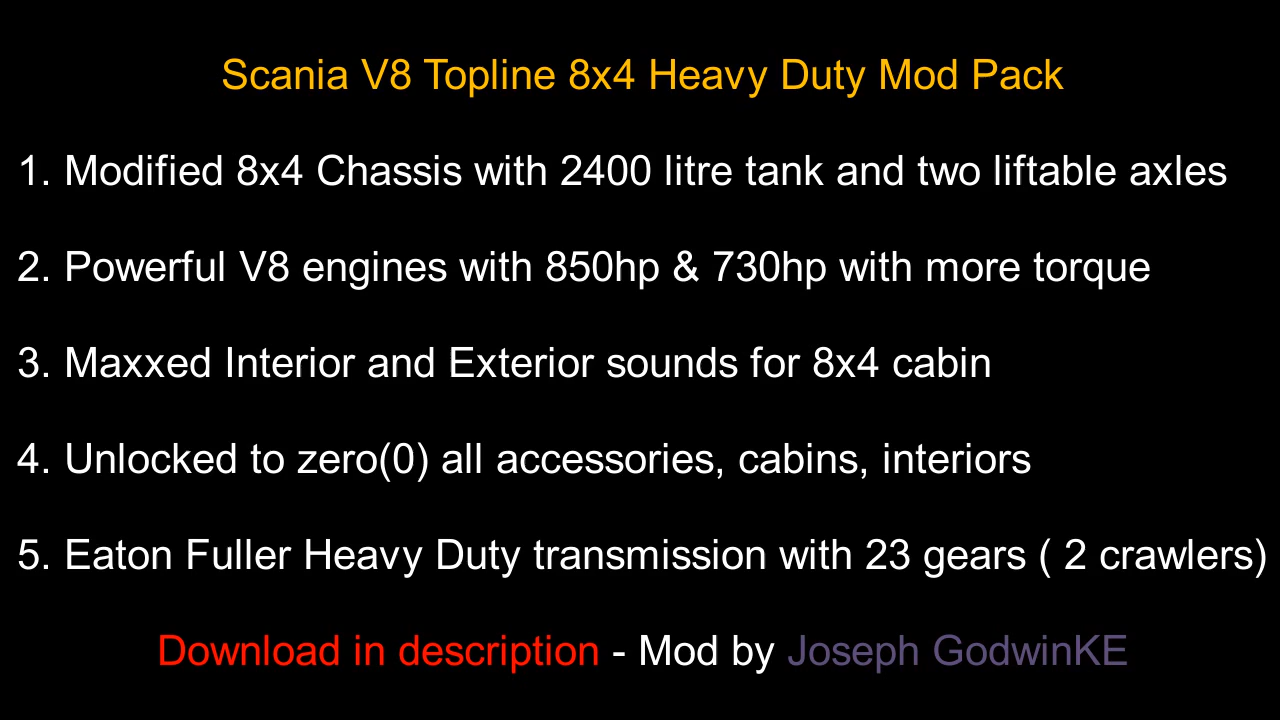 Scania V8 Topline 8x4 Heavy Duty Mod Pack
1. Modified 8x4 Chassis with 2400 litre tank and two liftable axles
2. Powerful V8 engines with 850hp & 730hp with more torque
3. Maxxed Interior and Exterior sounds for 8x4 cabin
4. Unlocked to zero(0) all accessories, cabins, interiors
5. Eaton Fuller Heavy Duty transmission with 23 gears ( 2 crawlers)
Download in description - Mod by Joseph GodwinKE